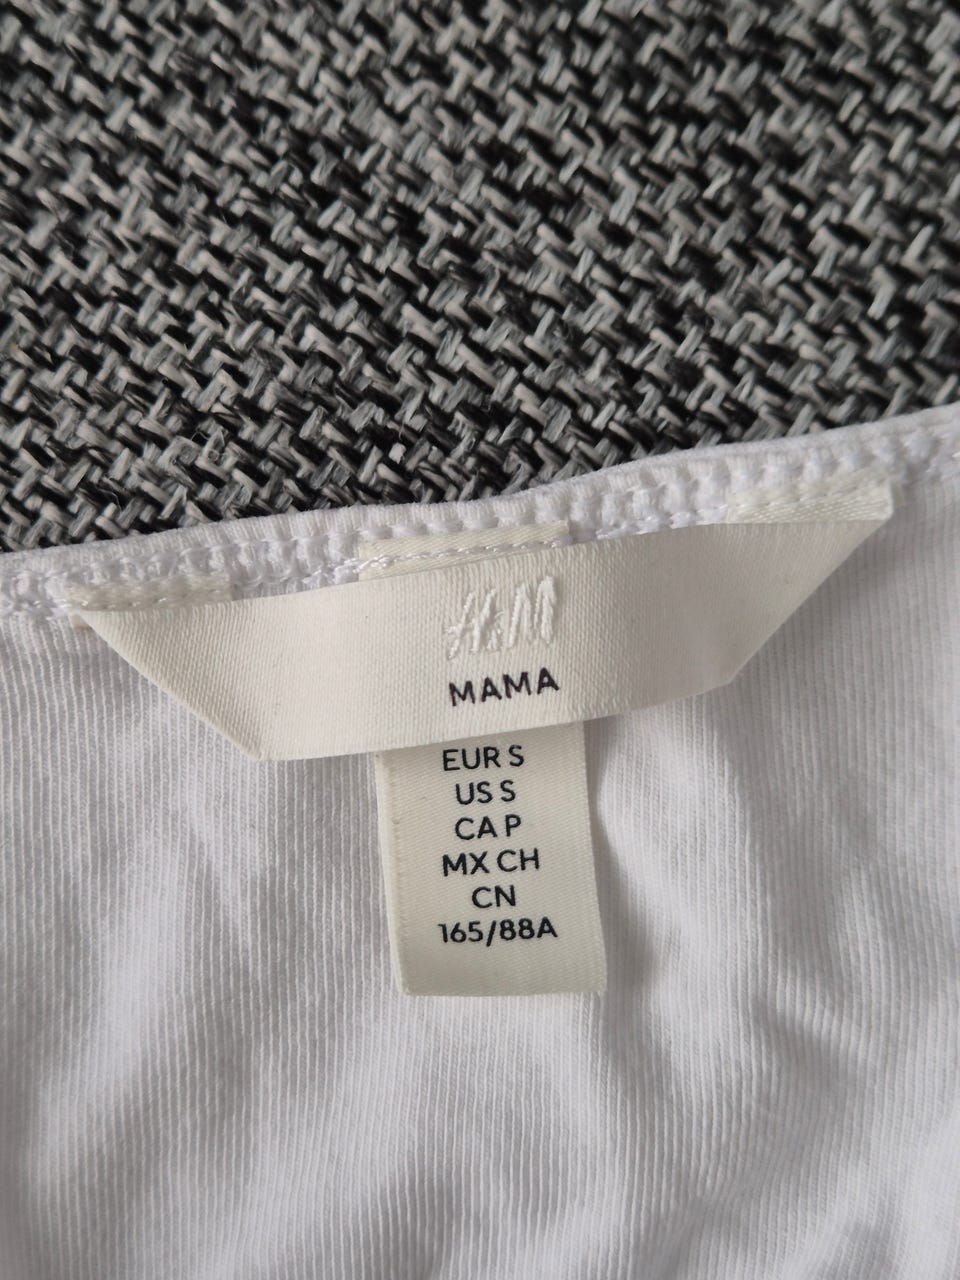 H&M
MAMA
EUR S
US S
CA P
MX CH
CN
165/88A